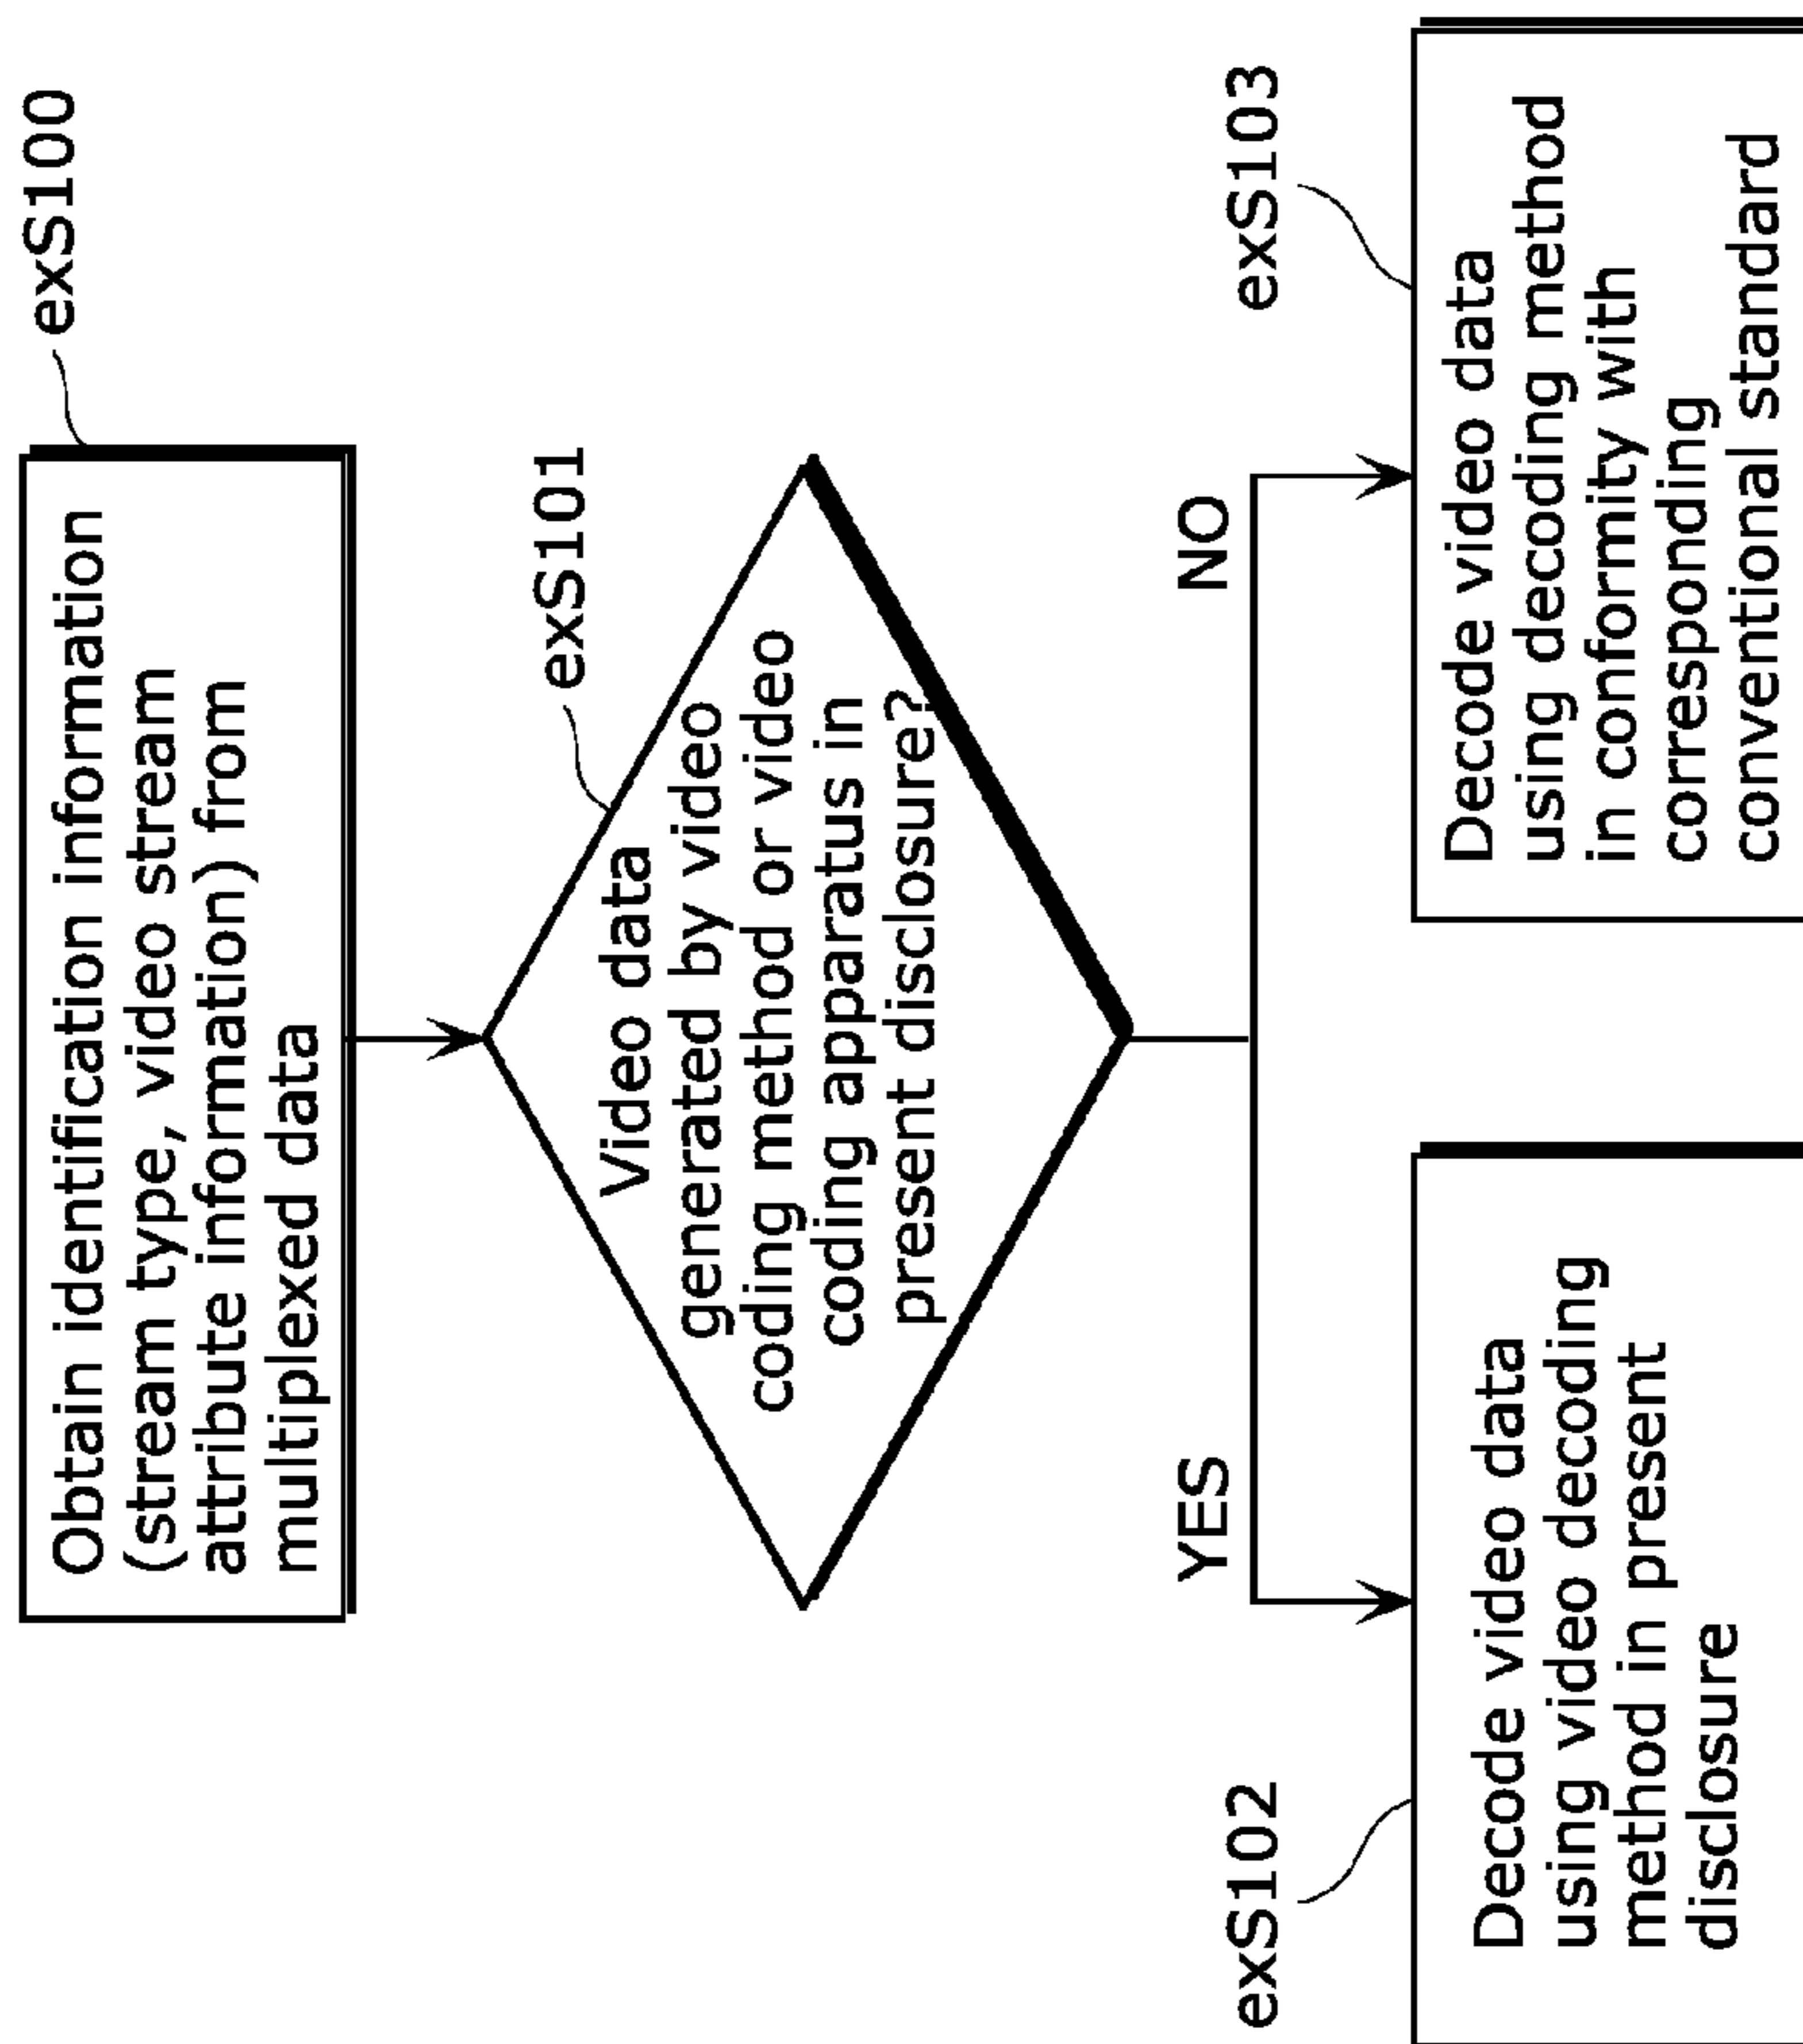 exS100
Obtain identification information
(stream type, video stream
attribute information) from
multiplexed data
exS101
Video data
generated by video
coding method or video
coding apparatus in
present disclosure?
YES
NO
exS102
Decode video data
using video decoding
method in present
disclosure
exS103
Decode video data
using decoding method
in conformity with
corresponding
conventional standard